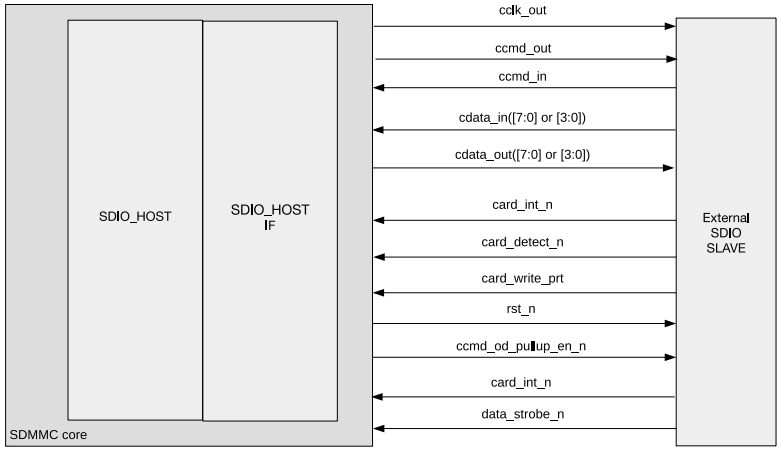 cclk_out
ccmd_out
ccmd_in
cdata_in([7:0] or [3:0])
cdata_out([7:0] or [3:0])
SDIO_HOST
SDIO_HOST
IF
card_int_n
External
SDIO
SLAVE
card_detect_n
card_write_prt
rst_n
ccmd_od_pullup_en_n
card_int_n
data_strobe_n
SDMMC core